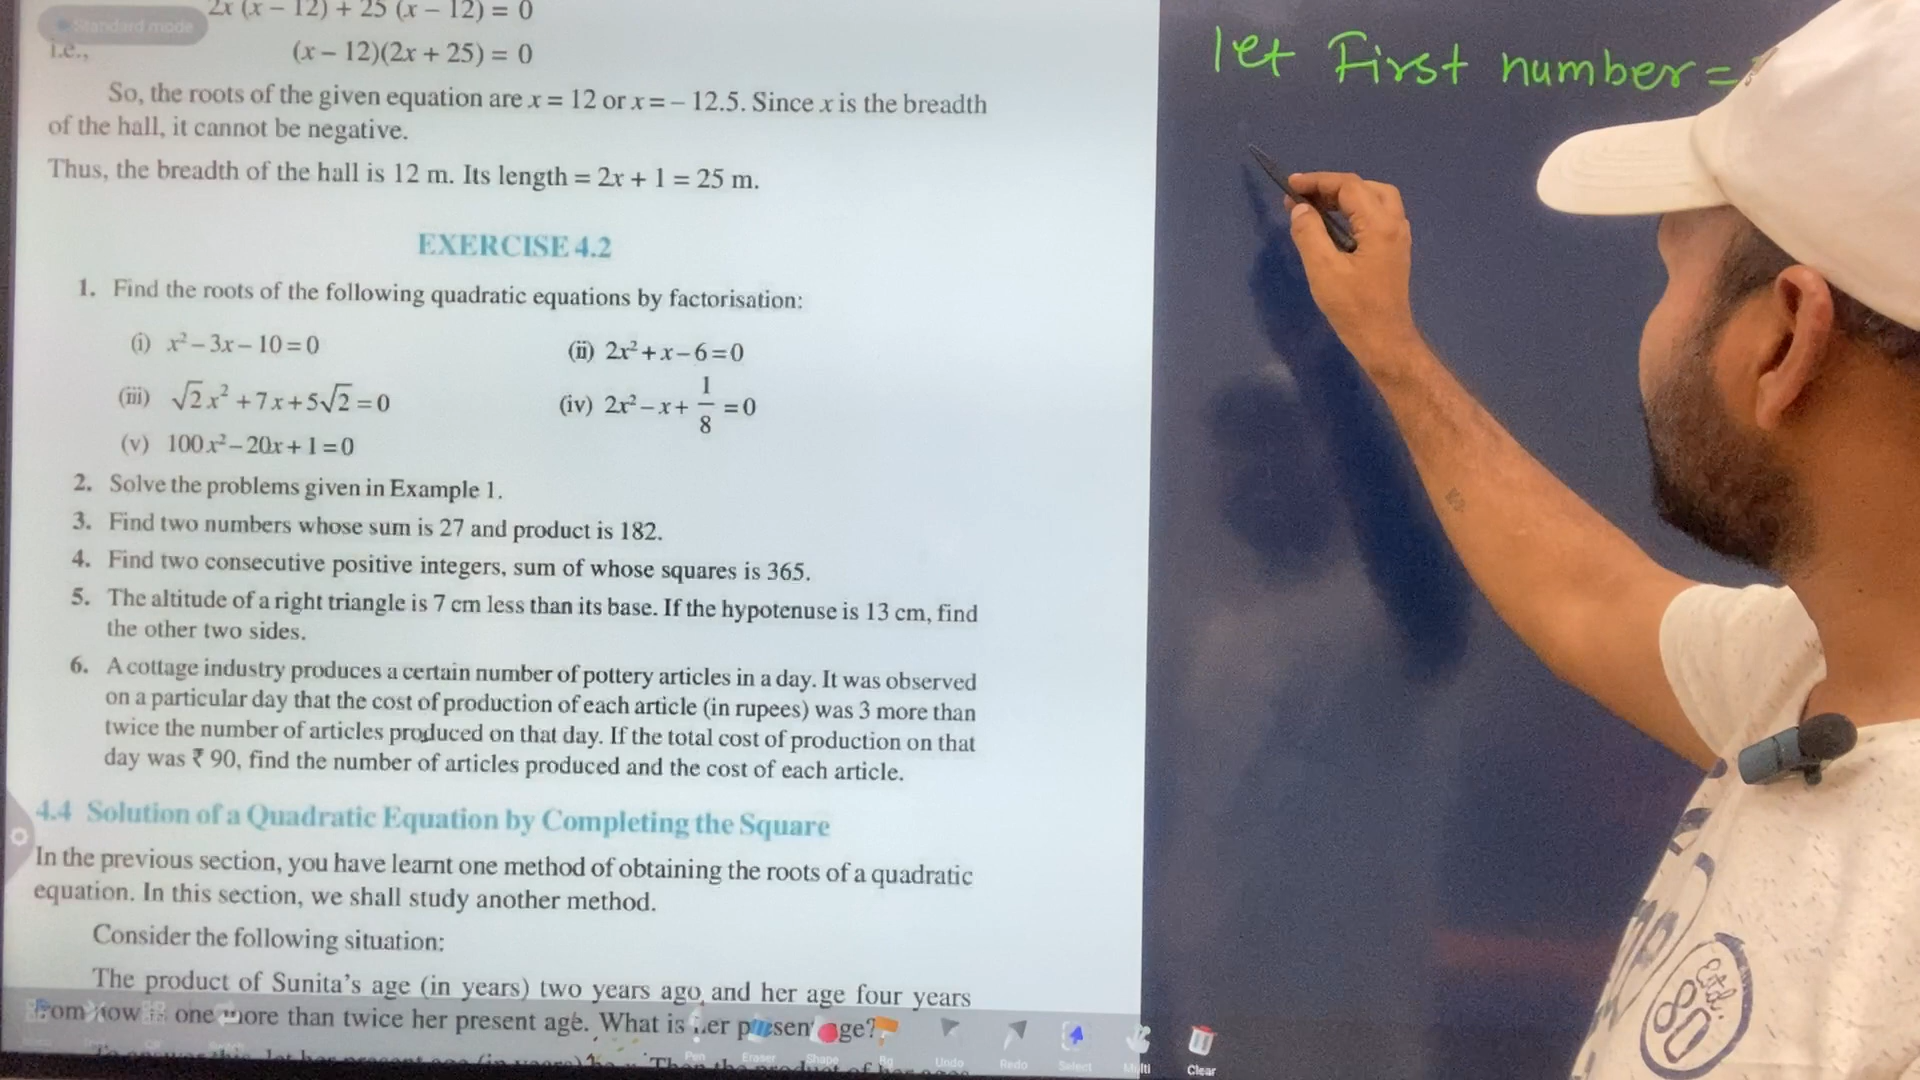 2x (x – 12) + 25 (x – 12) = 0
Standard mode
i.e., (x – 12)(2x + 25) = 0
So, the roots of the given equation are x = 12 or x = – 12.5. Since x is the breadth
of the hall, it cannot be negative.
Thus, the breadth of the hall is 12 m. Its length = 2x + 1 = 25 m.
EXERCISE 4.2
1. Find the roots of the following quadratic equations by factorisation:
(i) x² – 3x – 10 = 0 (ii) 2x² + x – 6 = 0
(iii) √2 x² + 7x + 5√2 = 0 (iv) 2x² – x + 1/8 = 0
(v) 100x² – 20x + 1 = 0
2. Solve the problems given in Example 1.
3. Find two numbers whose sum is 27 and product is 182.
4. Find two consecutive positive integers, sum of whose squares is 365.
5. The altitude of a right triangle is 7 cm less than its base. If the hypotenuse is 13 cm, find
the other two sides.
6. A cottage industry produces a certain number of pottery articles in a day. It was observed
on a particular day that the cost of production of each article (in rupees) was 3 more than
twice the number of articles produced on that day. If the total cost of production on that
day was ₹ 90, find the number of articles produced and the cost of each article.
4.4 Solution of a Quadratic Equation by Completing the Square
In the previous section, you have learnt one method of obtaining the roots of a quadratic
equation. In this section, we shall study another method.
Consider the following situation:
The product of Sunita's age (in years) two years ago and her age four years
from now is one more than twice her present age. What is her present age?
Pen Eraser Shape Bg Undo Redo Select Multi Clear
let First number =
Estd.
80